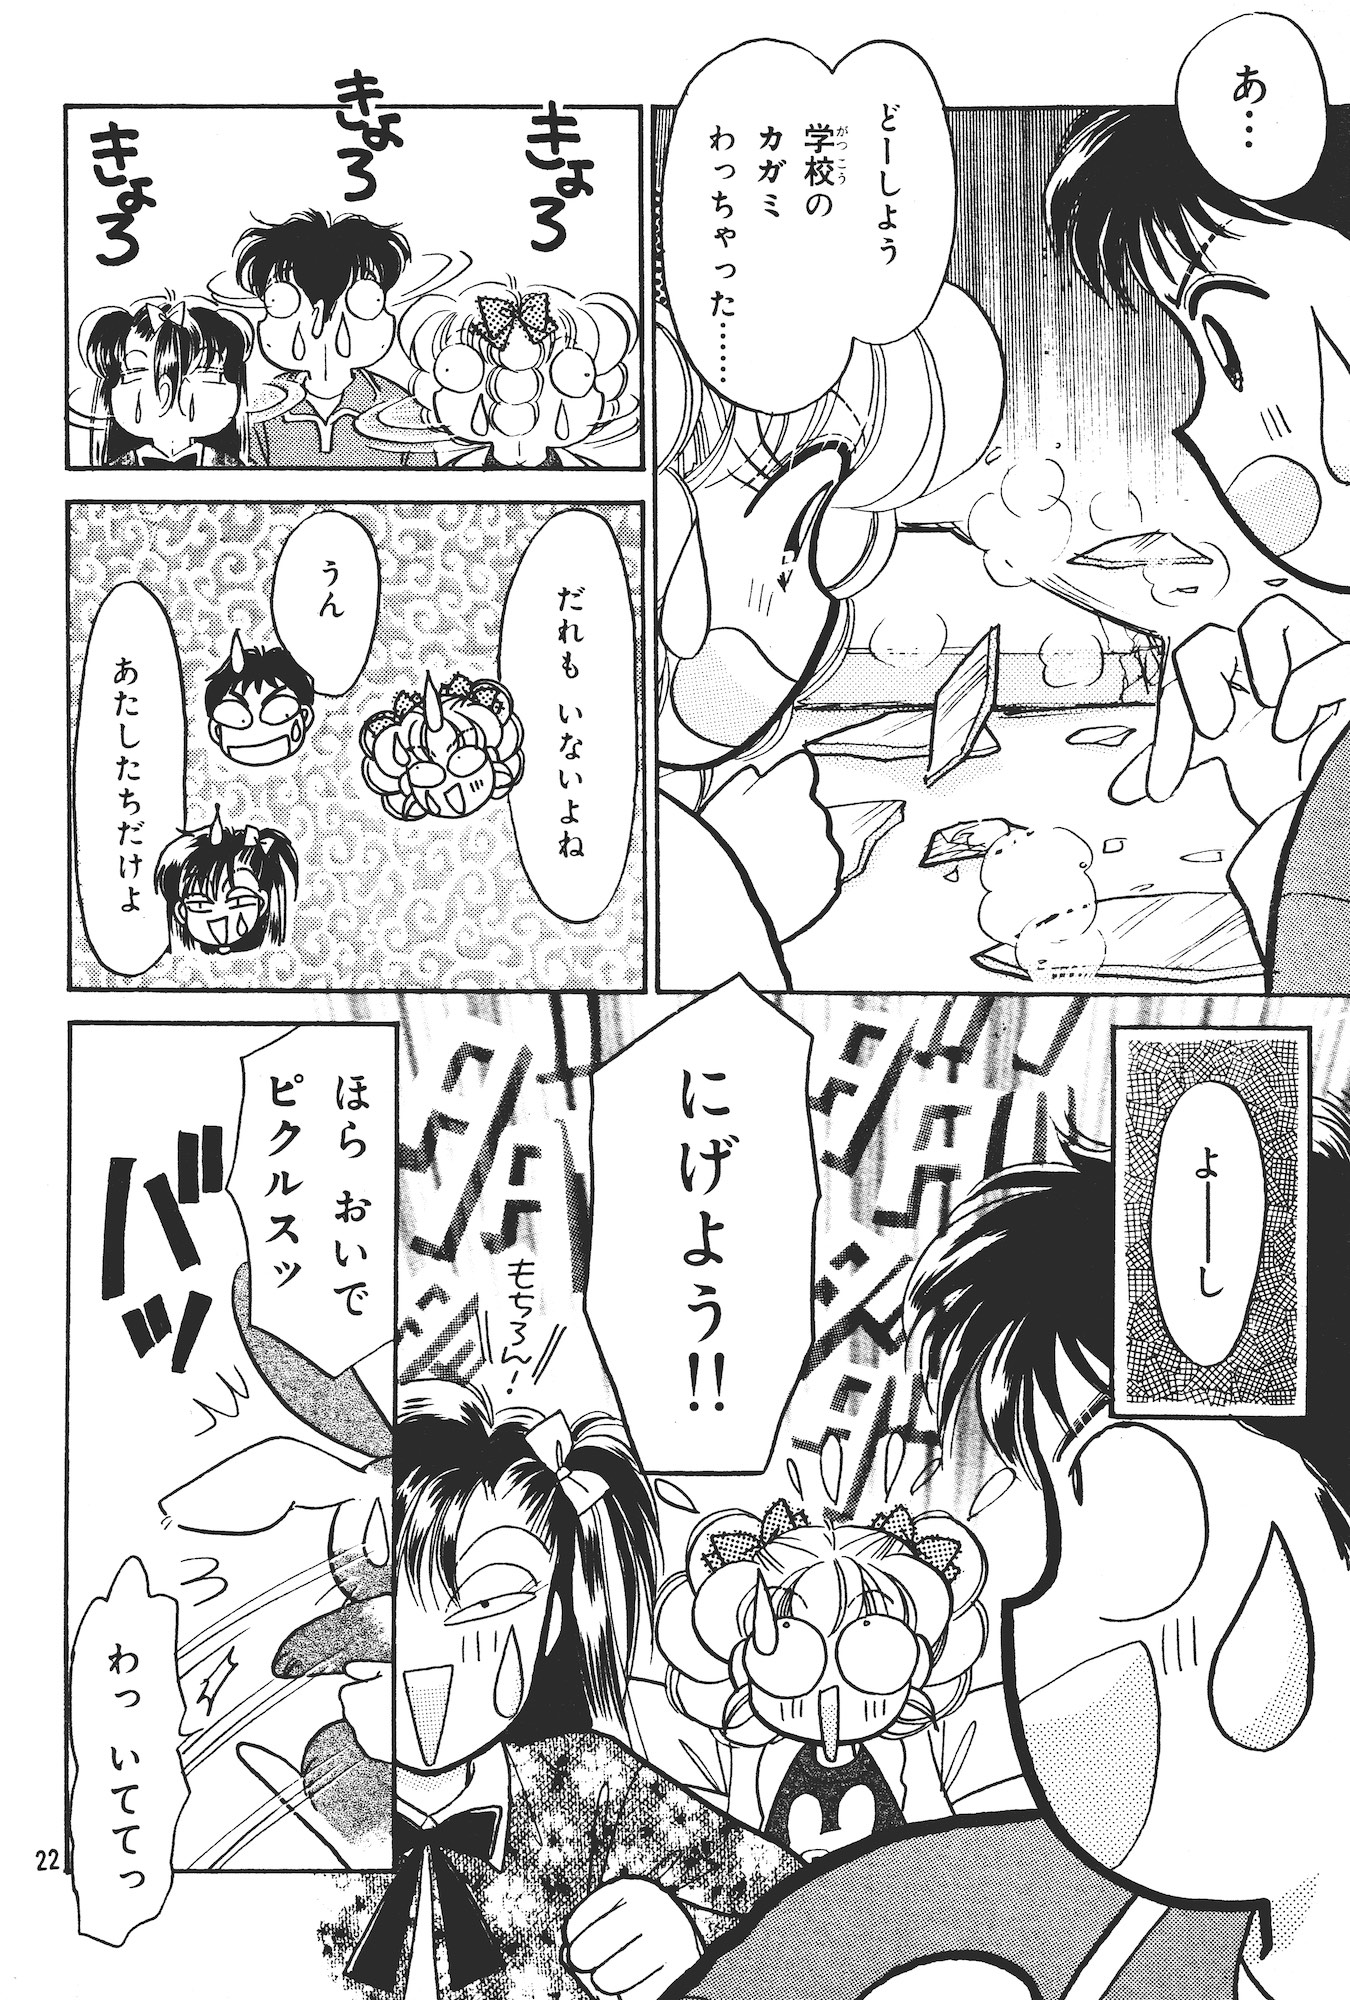 あ…
どーしよう
学校の
がっこう
カガミ
わっちゃった……
きょろ
きょろ
きょろ
だれも いないよね
うん
あたしたちだけよ
よーし
にげよう!!
もちろん!
ほら おいで
ピクルスッ
バッ
わっ いててっ
22